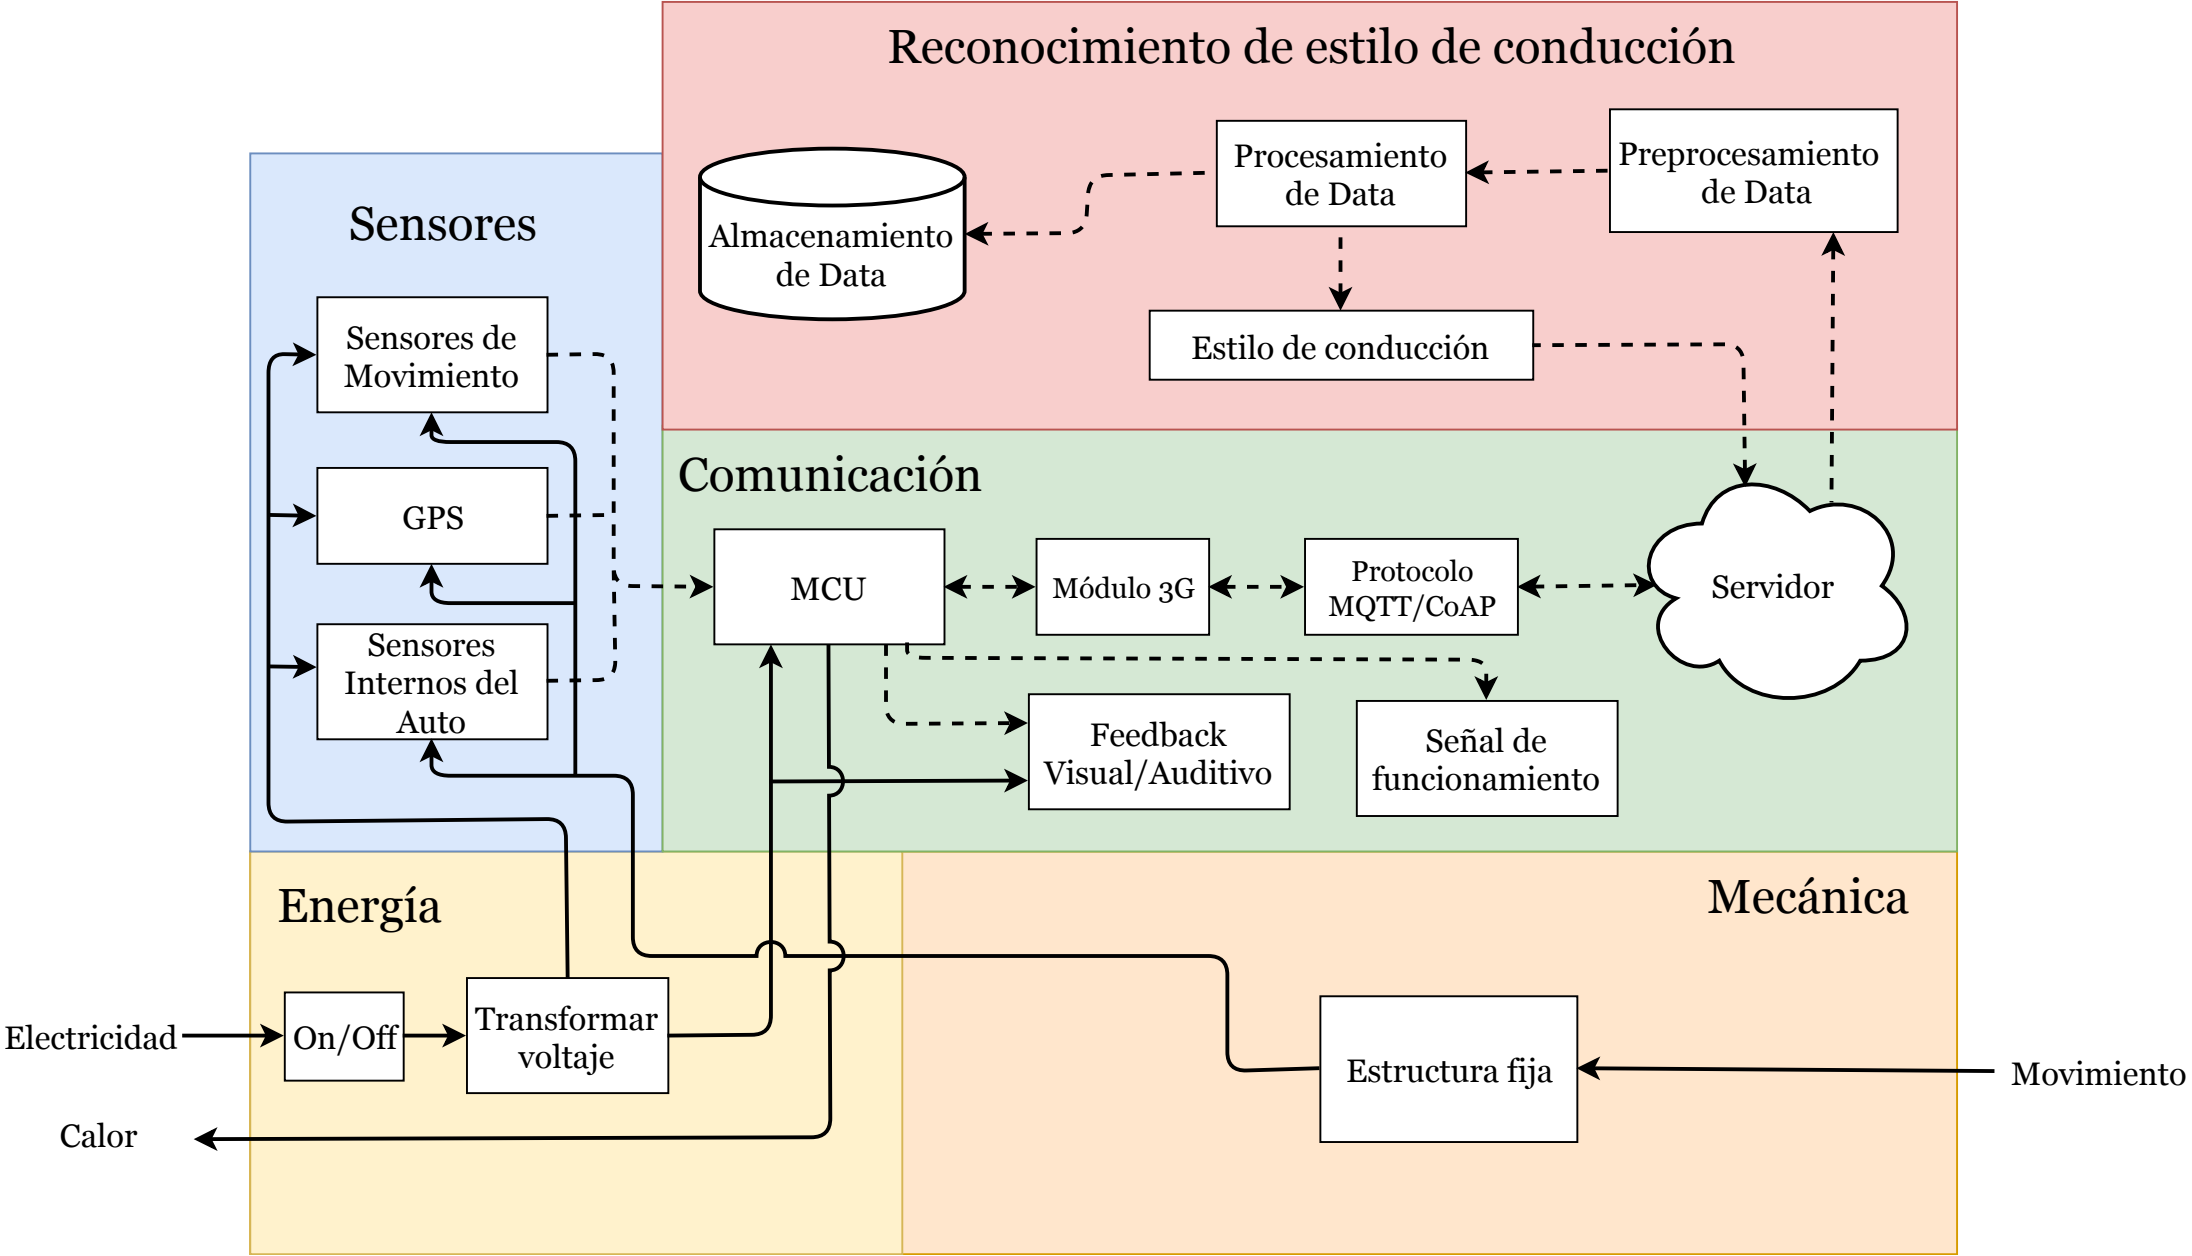 Reconocimiento de estilo de conducción
Procesamiento
de Data
Preprocesamiento
de Data
Almacenamiento
de Data
Estilo de conducción
Sensores
Sensores de
Movimiento
GPS
Sensores
Internos del
Auto
Comunicación
MCU
Módulo 3G
Protocolo
MQTT/CoAP
Servidor
Feedback
Visual/Auditivo
Señal de
funcionamiento
Energía
Electricidad
On/Off
Transformar
voltaje
Calor
Mecánica
Estructura fija
Movimiento